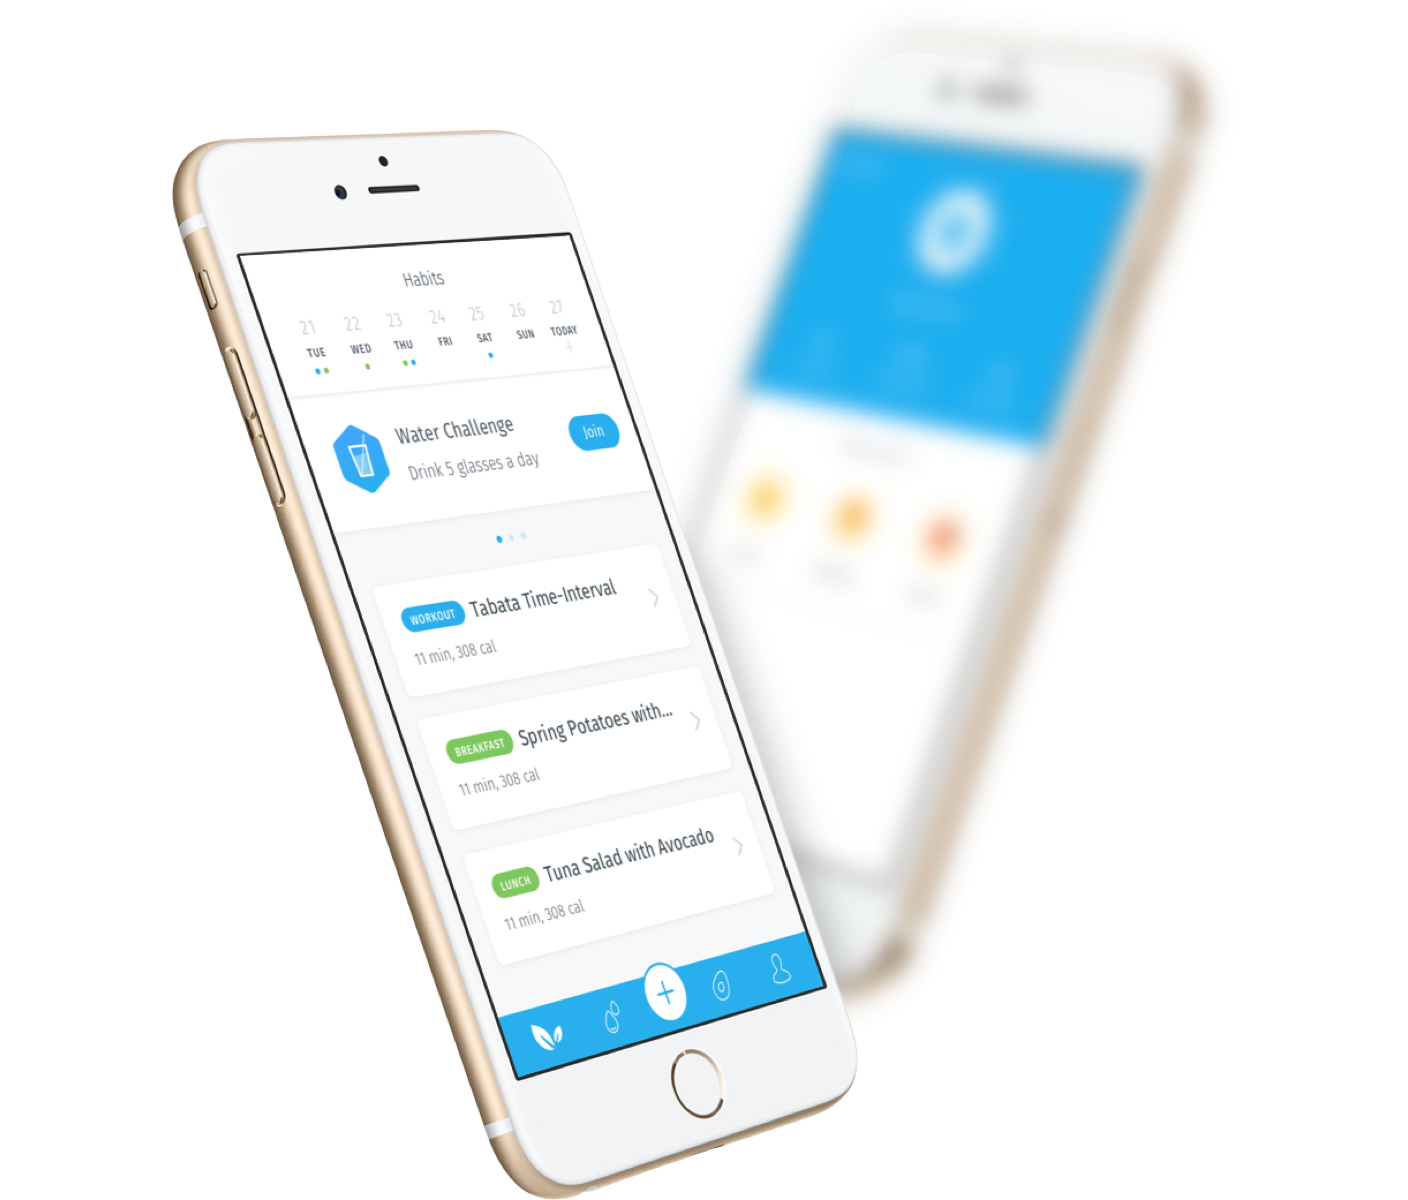 Habits
21 22 23 24 25 26 27
TUE WED THU FRI SAT SUN TODAY
+
Water Challenge
Drink 5 glasses a day
Join
WORKOUT Tabata Time-Interval
11 min, 308 cal
BREAKFAST Spring Potatoes with...
11 min, 308 cal
LUNCH Tuna Salad with Avocado
11 min, 308 cal
+